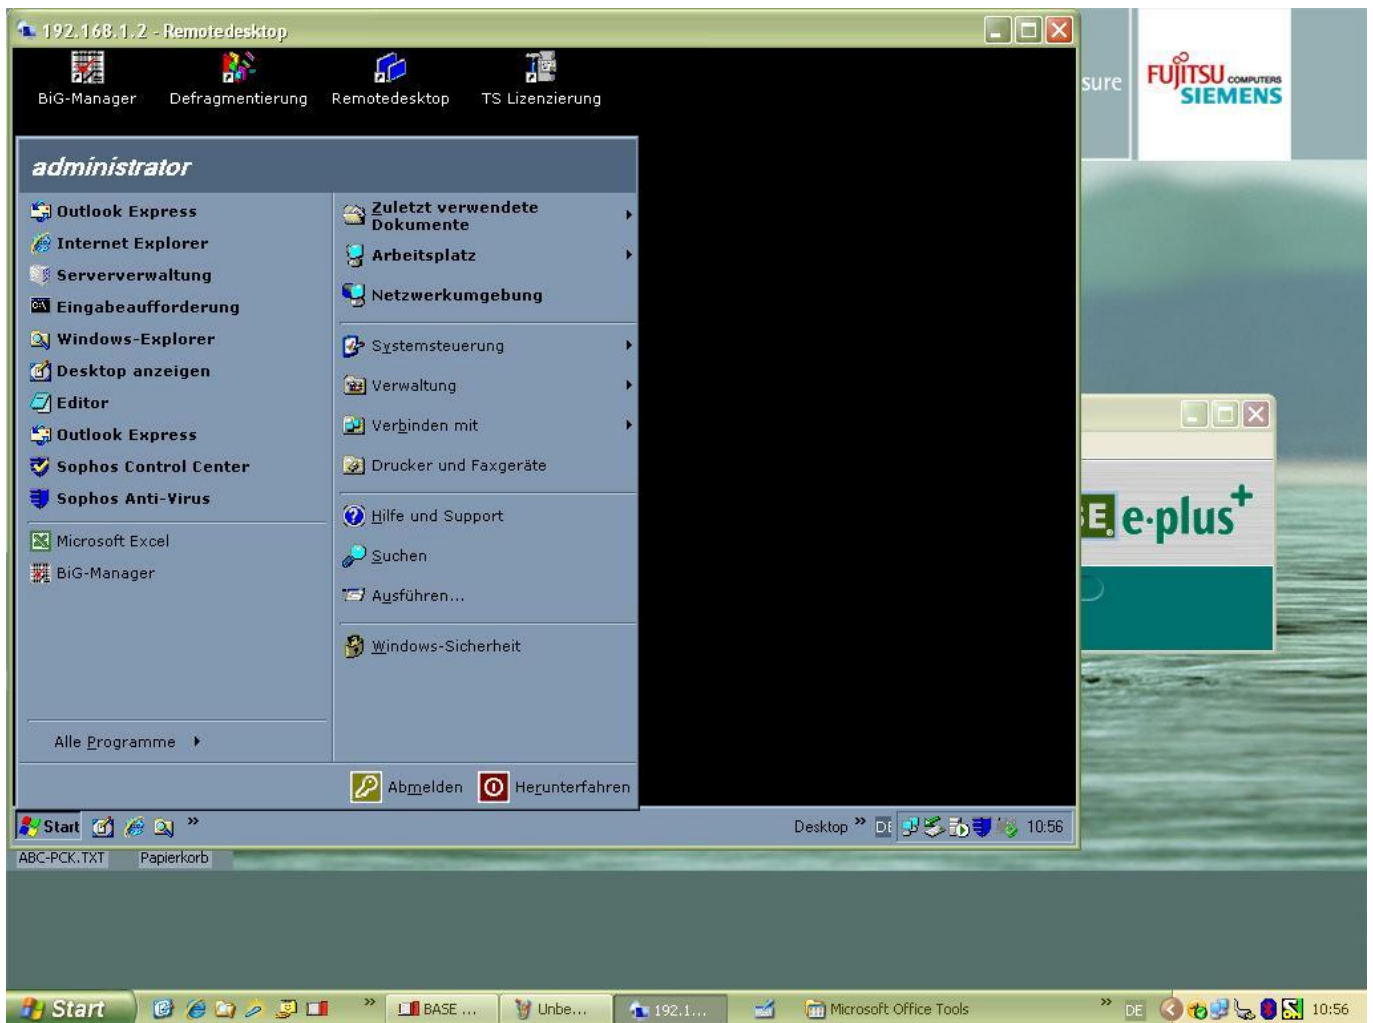 192.168.1.2 - Remotedesktop
BiG-Manager
Defragmentierung
Remotedesktop
TS Lizenzierung
sure
FUJITSU COMPUTERS
SIEMENS
administrator
Outlook Express
Internet Explorer
Serververwaltung
Eingabeaufforderung
Windows-Explorer
Desktop anzeigen
Editor
Outlook Express
Sophos Control Center
Sophos Anti-Virus
Microsoft Excel
BiG-Manager
Alle Programme
Zuletzt verwendete
Dokumente
Arbeitsplatz
Netzwerkumgebung
Systemsteuerung
Verwaltung
Verbinden mit
Drucker und Faxgeräte
Hilfe und Support
Suchen
Ausführen...
Windows-Sicherheit
Abmelden
Herunterfahren
SE e-plus+
Start
»
Desktop »
DE
10:56
ABC-PCK.TXT
Papierkorb
Start
»
BASE ...
Unbe...
192.1...
Microsoft Office Tools
»
DE
10:56